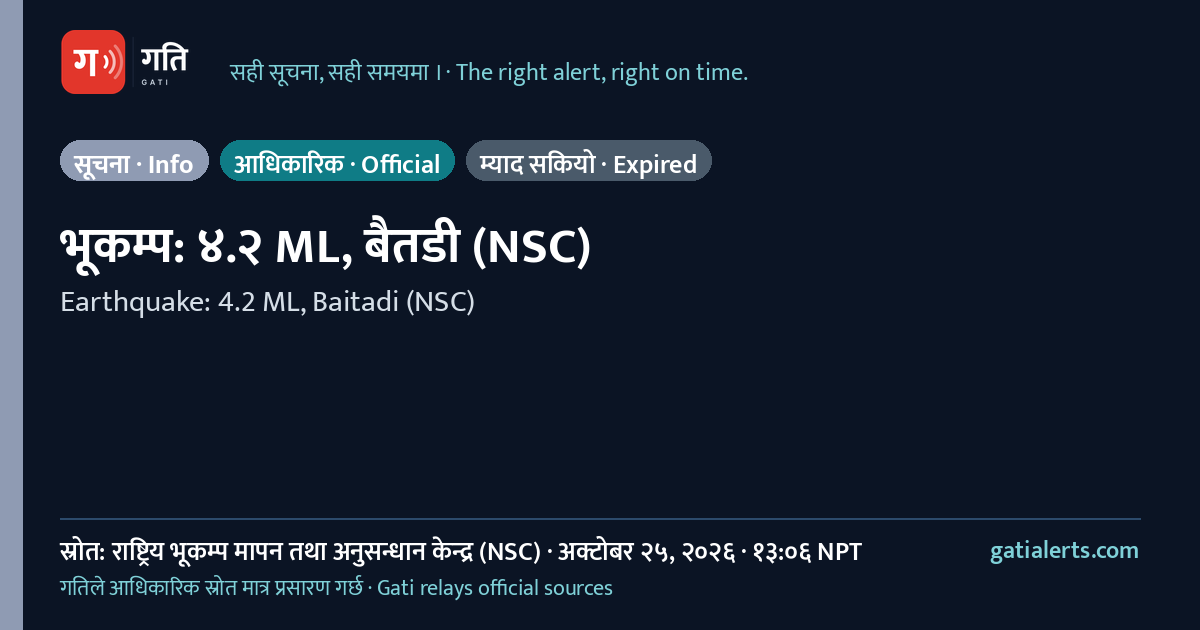 ग
गति
GATI
सही सूचना, सही समयमा । · The right alert, right on time.
सूचना · Info
आधिकारिक · Official
म्याद सकियो · Expired
भूकम्प: ४.२ ML, बैतडी (NSC)
Earthquake: 4.2 ML, Baitadi (NSC)
स्रोत: राष्ट्रिय भूकम्प मापन तथा अनुसन्धान केन्द्र (NSC) · अक्टोबर २५, २०२६ · १३:०६ NPT
gatialerts.com
गतिले आधिकारिक स्रोत मात्र प्रसारण गर्छ · Gati relays official sources